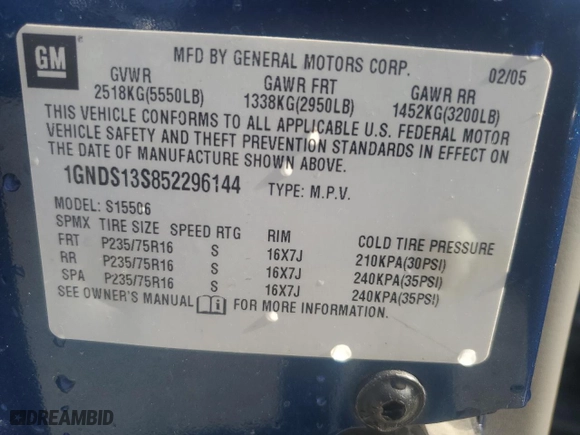 GM
MFD BY GENERAL MOTORS CORP.
02/05
GVWR GAWR FRT GAWR RR
2518KG(5550LB) 1338KG(2950LB) 1452KG(3200LB)
THIS VEHICLE CONFORMS TO ALL APPLICABLE U.S. FEDERAL MOTOR
VEHICLE SAFETY AND THEFT PREVENTION STANDARDS IN EFFECT ON
THE DATE OF MANUFACTURE SHOWN ABOVE.
1GNDS13S852296144 TYPE: M.P.V.
MODEL: S15506
SPMX TIRE SIZE SPEED RTG RIM COLD TIRE PRESSURE
FRT P235/75R16 S 16X7J 210KPA(30PSI)
RR P235/75R16 S 16X7J 240KPA(35PSI)
SPA P235/75R16 S 16X7J 240KPA(35PSI)
SEE OWNER'S MANUAL FOR MORE INFORMATION.
DREAMBID